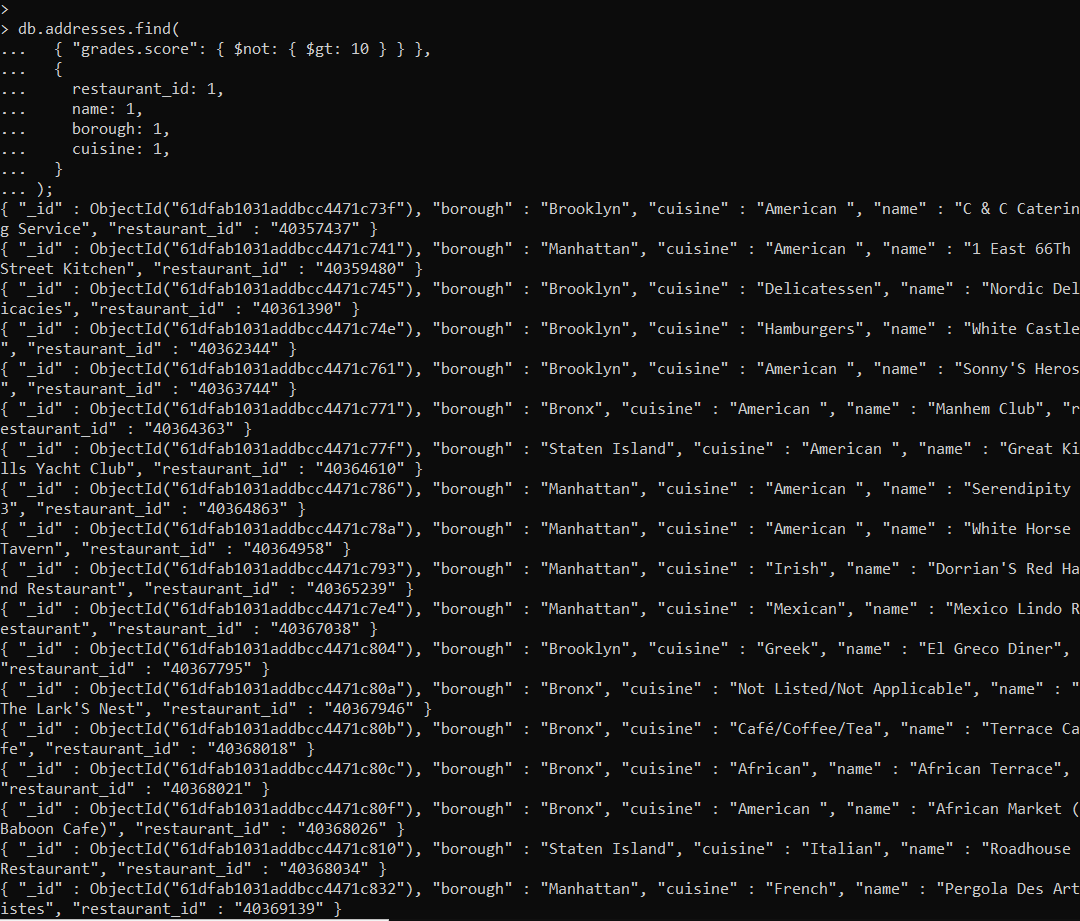 >
> db.addresses.find(
...   { "grades.score": { $not: { $gt: 10 } } },
...   {
...     restaurant_id: 1,
...     name: 1,
...     borough: 1,
...     cuisine: 1,
...   }
... );
{ "_id" : ObjectId("61dfab1031addbcc4471c73f"), "borough" : "Brooklyn", "cuisine" : "American ", "name" : "C & C Caterin
g Service", "restaurant_id" : "40357437" }
{ "_id" : ObjectId("61dfab1031addbcc4471c741"), "borough" : "Manhattan", "cuisine" : "American ", "name" : "1 East 66Th
Street Kitchen", "restaurant_id" : "40359480" }
{ "_id" : ObjectId("61dfab1031addbcc4471c745"), "borough" : "Brooklyn", "cuisine" : "Delicatessen", "name" : "Nordic Del
icacies", "restaurant_id" : "40361390" }
{ "_id" : ObjectId("61dfab1031addbcc4471c74e"), "borough" : "Brooklyn", "cuisine" : "Hamburgers", "name" : "White Castle
", "restaurant_id" : "40362344" }
{ "_id" : ObjectId("61dfab1031addbcc4471c761"), "borough" : "Brooklyn", "cuisine" : "American ", "name" : "Sonny'S Heros
", "restaurant_id" : "40363744" }
{ "_id" : ObjectId("61dfab1031addbcc4471c771"), "borough" : "Bronx", "cuisine" : "American ", "name" : "Manhem Club", "r
estaurant_id" : "40364363" }
{ "_id" : ObjectId("61dfab1031addbcc4471c77f"), "borough" : "Staten Island", "cuisine" : "American ", "name" : "Great Ki
lls Yacht Club", "restaurant_id" : "40364610" }
{ "_id" : ObjectId("61dfab1031addbcc4471c786"), "borough" : "Manhattan", "cuisine" : "American ", "name" : "Serendipity
3", "restaurant_id" : "40364863" }
{ "_id" : ObjectId("61dfab1031addbcc4471c78a"), "borough" : "Manhattan", "cuisine" : "American ", "name" : "White Horse
Tavern", "restaurant_id" : "40364958" }
{ "_id" : ObjectId("61dfab1031addbcc4471c793"), "borough" : "Manhattan", "cuisine" : "Irish", "name" : "Dorrian'S Red Ha
nd Restaurant", "restaurant_id" : "40365239" }
{ "_id" : ObjectId("61dfab1031addbcc4471c7e4"), "borough" : "Manhattan", "cuisine" : "Mexican", "name" : "Mexico Lindo R
estaurant", "restaurant_id" : "40367038" }
{ "_id" : ObjectId("61dfab1031addbcc4471c804"), "borough" : "Brooklyn", "cuisine" : "Greek", "name" : "El Greco Diner",
"restaurant_id" : "40367795" }
{ "_id" : ObjectId("61dfab1031addbcc4471c80a"), "borough" : "Bronx", "cuisine" : "Not Listed/Not Applicable", "name" : "
The Lark'S Nest", "restaurant_id" : "40367946" }
{ "_id" : ObjectId("61dfab1031addbcc4471c80b"), "borough" : "Bronx", "cuisine" : "Café/Coffee/Tea", "name" : "Terrace Ca
fe", "restaurant_id" : "40368018" }
{ "_id" : ObjectId("61dfab1031addbcc4471c80c"), "borough" : "Bronx", "cuisine" : "African", "name" : "African Terrace",
"restaurant_id" : "40368021" }
{ "_id" : ObjectId("61dfab1031addbcc4471c80f"), "borough" : "Bronx", "cuisine" : "American ", "name" : "African Market (
Baboon Cafe)", "restaurant_id" : "40368026" }
{ "_id" : ObjectId("61dfab1031addbcc4471c810"), "borough" : "Staten Island", "cuisine" : "Italian", "name" : "Roadhouse
Restaurant", "restaurant_id" : "40368034" }
{ "_id" : ObjectId("61dfab1031addbcc4471c832"), "borough" : "Manhattan", "cuisine" : "French", "name" : "Pergola Des Art
istes", "restaurant_id" : "40369139" }